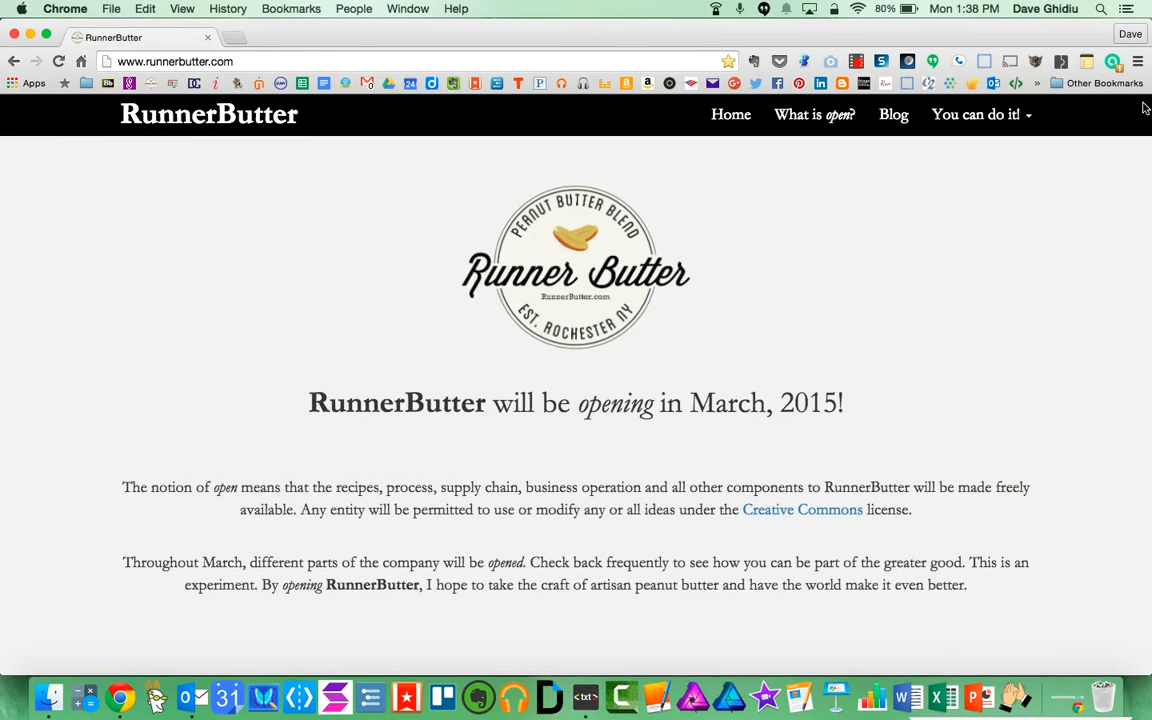 Chrome File Edit View History Bookmarks People Window Help 80% Mon 1:38 PM Dave Ghidiu
RunnerButter Dave
www.runnerbutter.com
Apps Other Bookmarks
RunnerButter Home What is open? Blog You can do it!
PEANUT BUTTER BLEND
Runner Butter
RunnerButter.com
EST. ROCHESTER NY
RunnerButter will be opening in March, 2015!
The notion of open means that the recipes, process, supply chain, business operation and all other components to RunnerButter will be made freely
available. Any entity will be permitted to use or modify any or all ideas under the Creative Commons license.
Throughout March, different parts of the company will be opened. Check back frequently to see how you can be part of the greater good. This is an
experiment. By opening RunnerButter, I hope to take the craft of artisan peanut butter and have the world make it even better.
31 <txt>